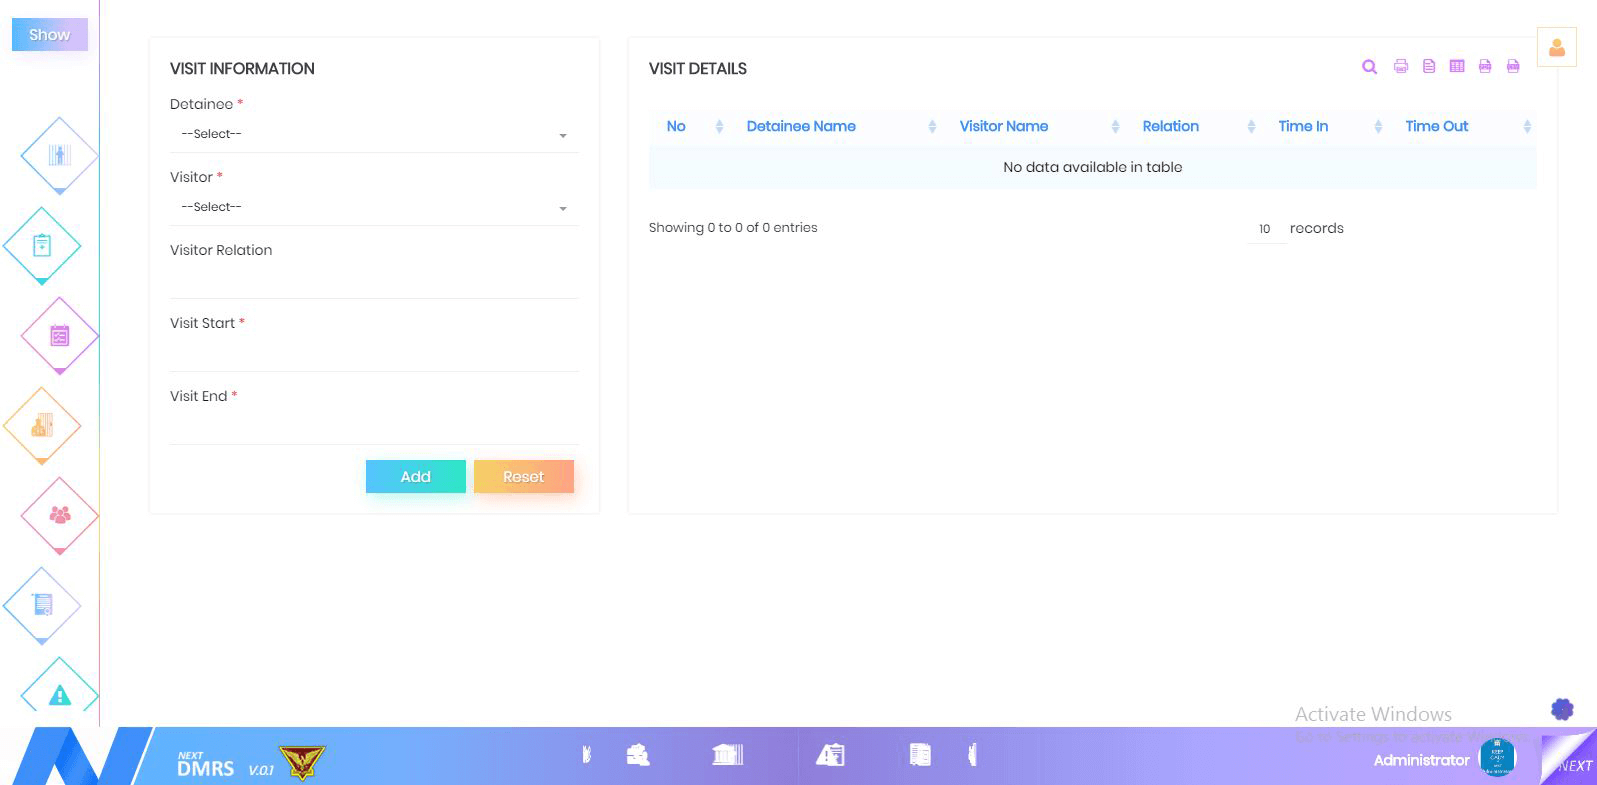 Show
VISIT INFORMATION
Detainee *
--Select--
Visitor *
--Select--
Visitor Relation
Visit Start *
Visit End *
Add
Reset
VISIT DETAILS
No
Detainee Name
Visitor Name
Relation
Time In
Time Out
No data available in table
Showing 0 to 0 of 0 entries
10 records
Activate Windows
Go to Settings to activate Windows.
NEXT
DMRS V.0.1
Administrator
KEEP
CALM
NEXT